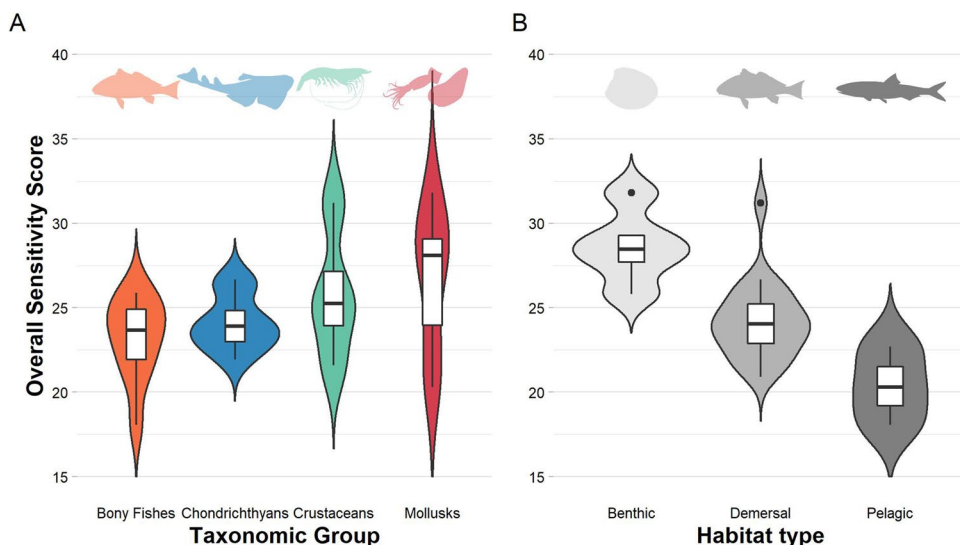 A
B
Overall Sensitivity Score
40
35
30
25
20
15
Bony Fishes
Chondrichthyans
Crustaceans
Mollusks
Taxonomic Group
40
35
30
25
20
15
Benthic
Demersal
Pelagic
Habitat type